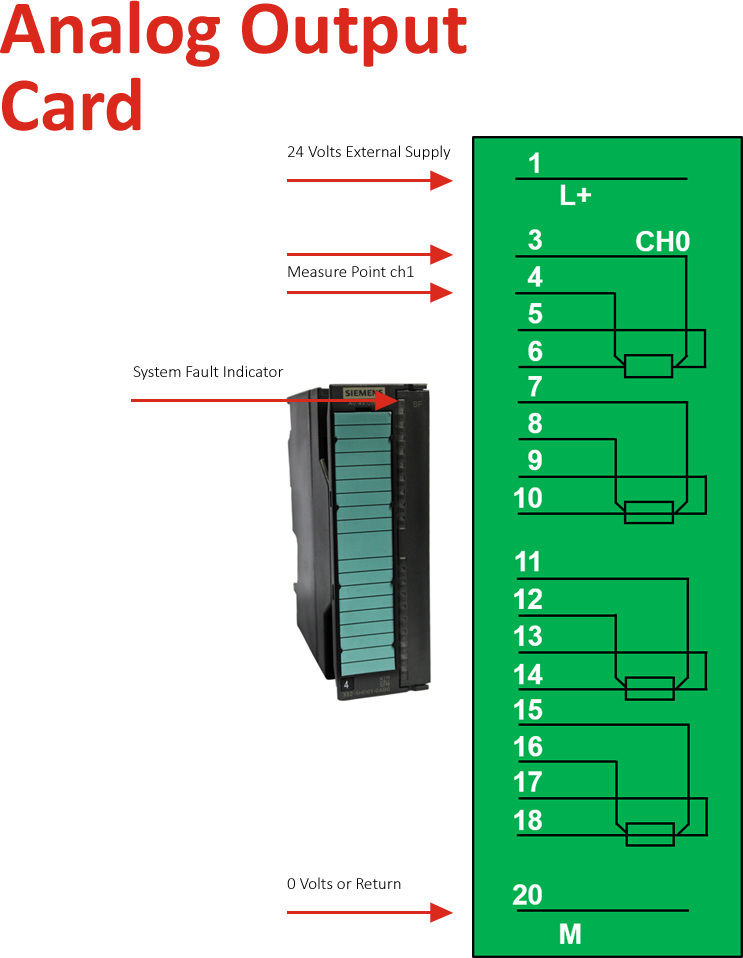 Analog Output
Card
24 Volts External Supply
1
L+
3 CH0
Measure Point ch1
4
5
6
System Fault Indicator
7
SIEMENS
SF
8
9
10
11
12
13
14
4
15
16
17
18
0 Volts or Return
20
M